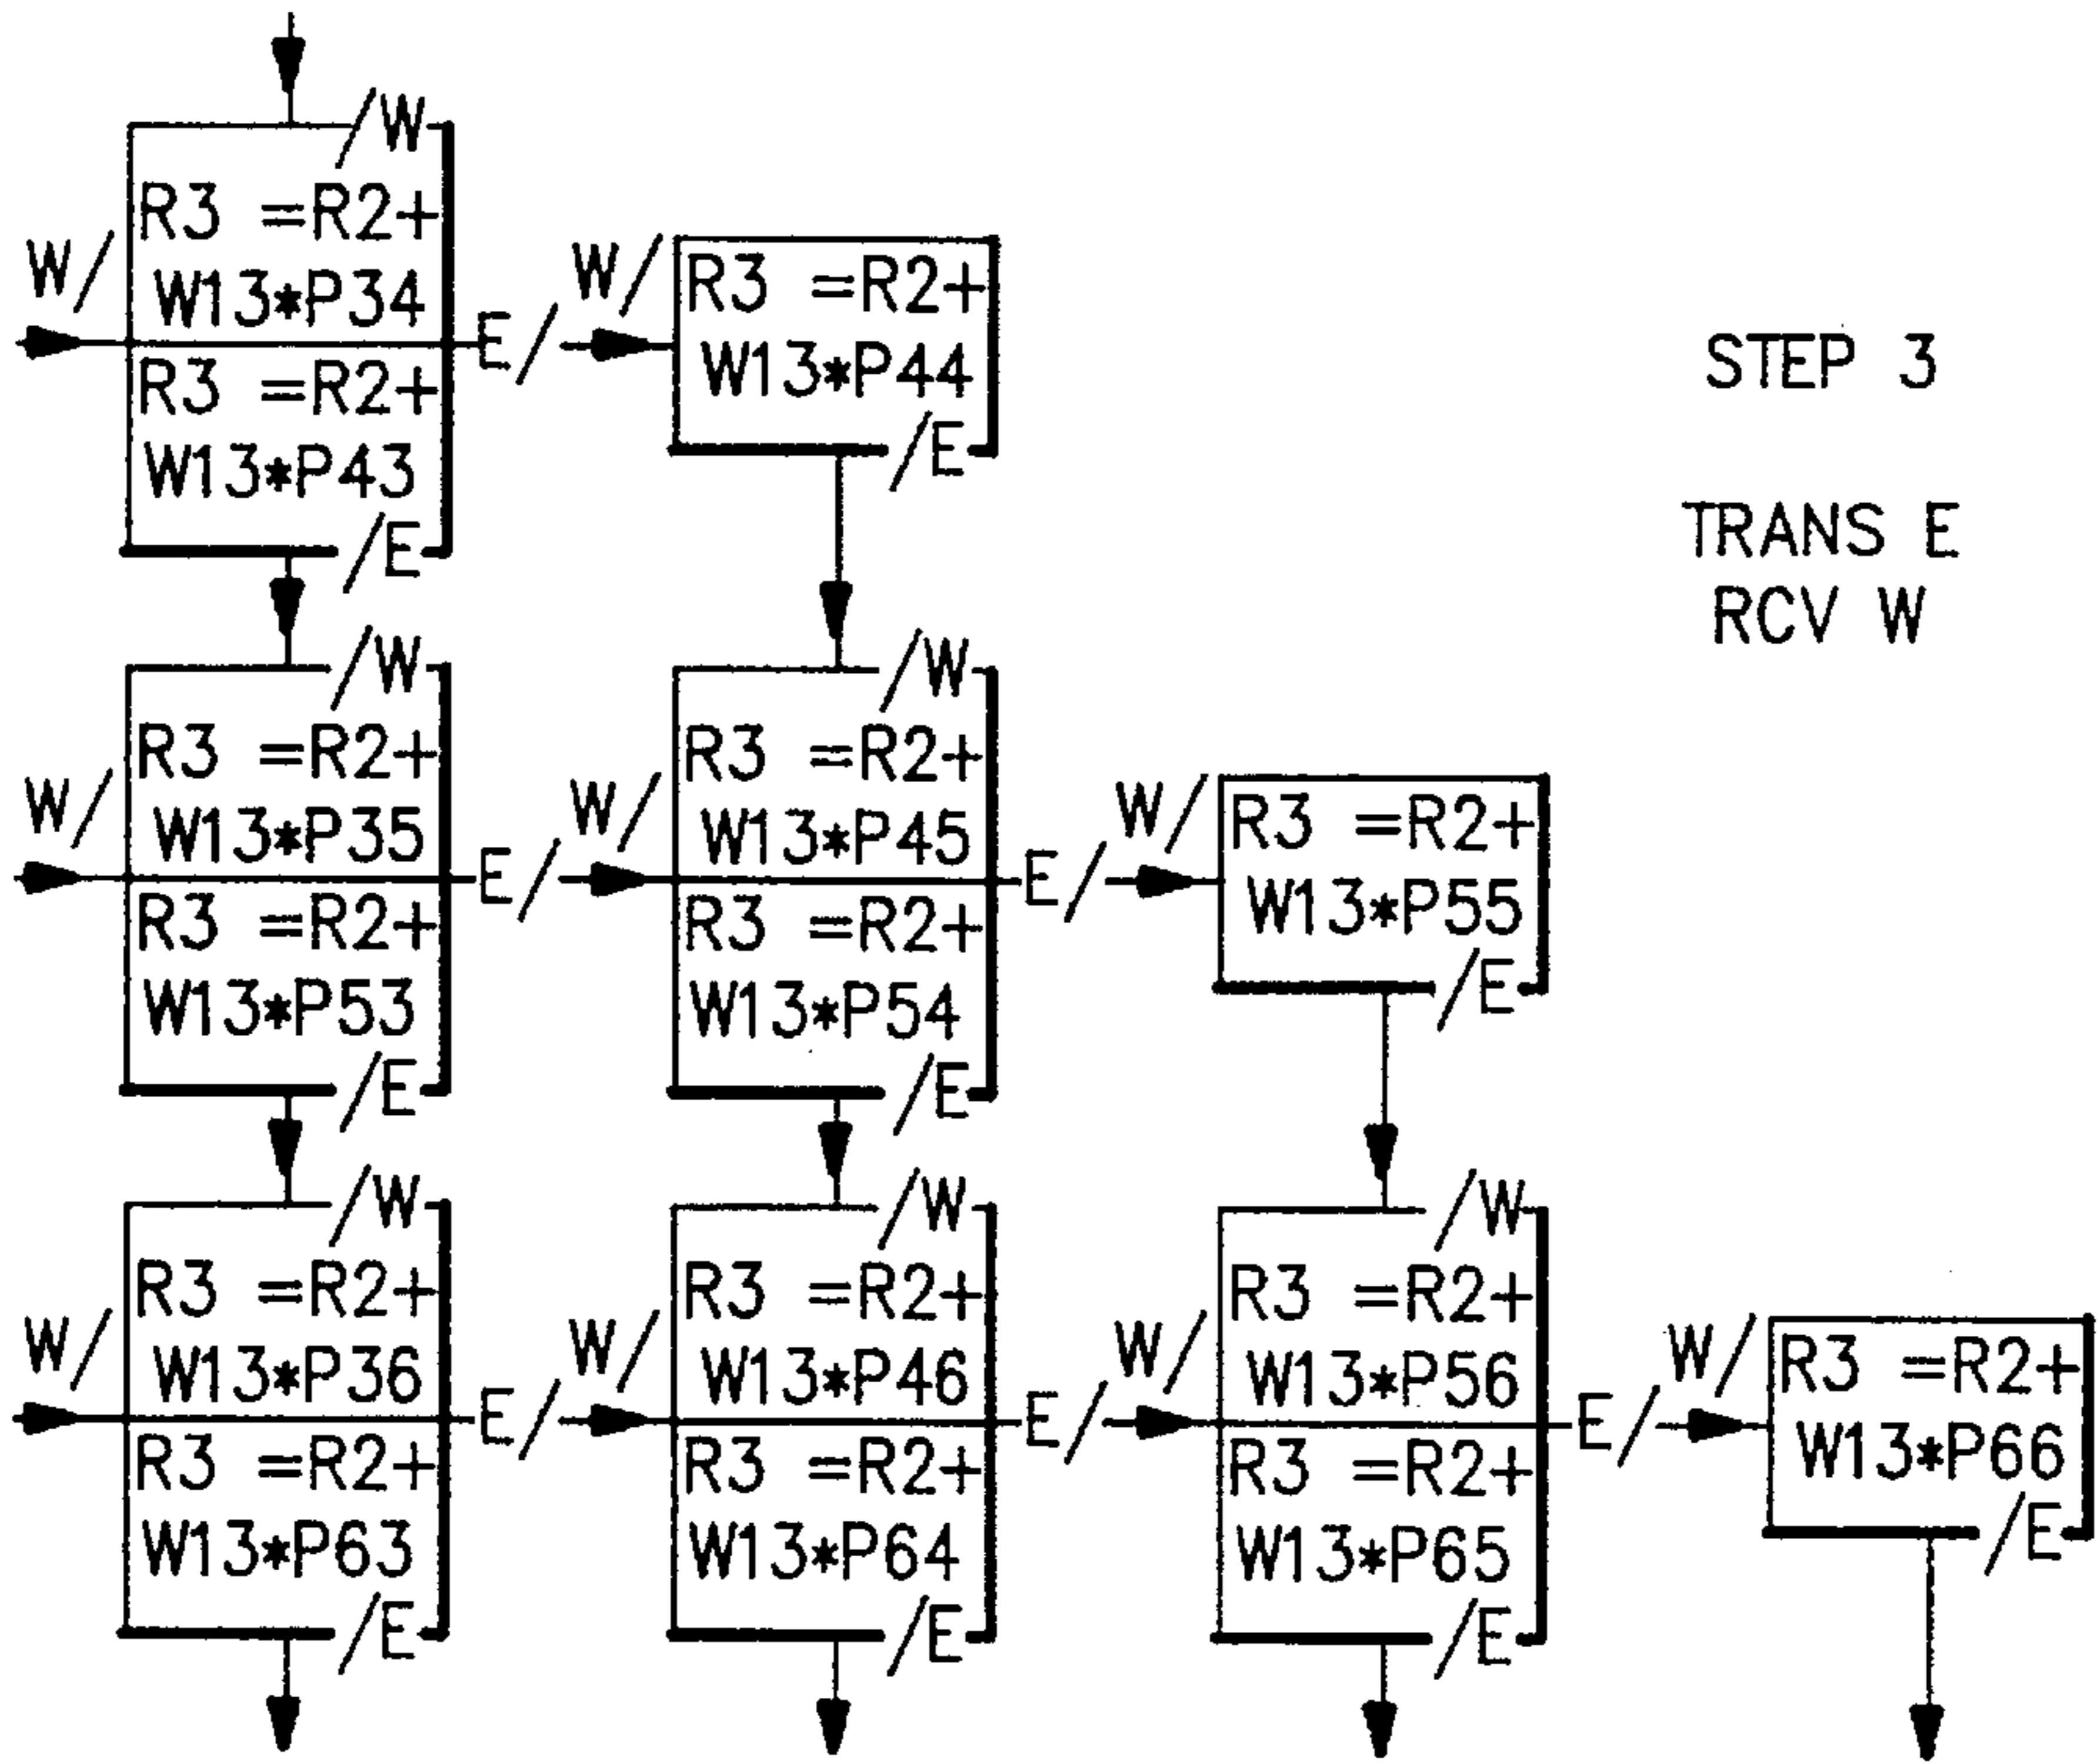 /W
R3 =R2+
W/
W13*P34
E/
R3 =R2+
W13*P43
/E
W/
R3 =R2+
W13*P44
/E
STEP 3
TRANS E
RCV W
/W
R3 =R2+
W/
W13*P35
E/
R3 =R2+
W13*P53
/E
/W
R3 =R2+
W/
W13*P45
E/
R3 =R2+
W13*P54
/E
W/
R3 =R2+
W13*P55
/E
/W
R3 =R2+
W/
W13*P36
E/
R3 =R2+
W13*P63
/E
/W
R3 =R2+
W/
W13*P46
E/
R3 =R2+
W13*P64
/E
/W
R3 =R2+
W/
W13*P56
E/
R3 =R2+
W13*P65
/E
W/
R3 =R2+
W13*P66
/E